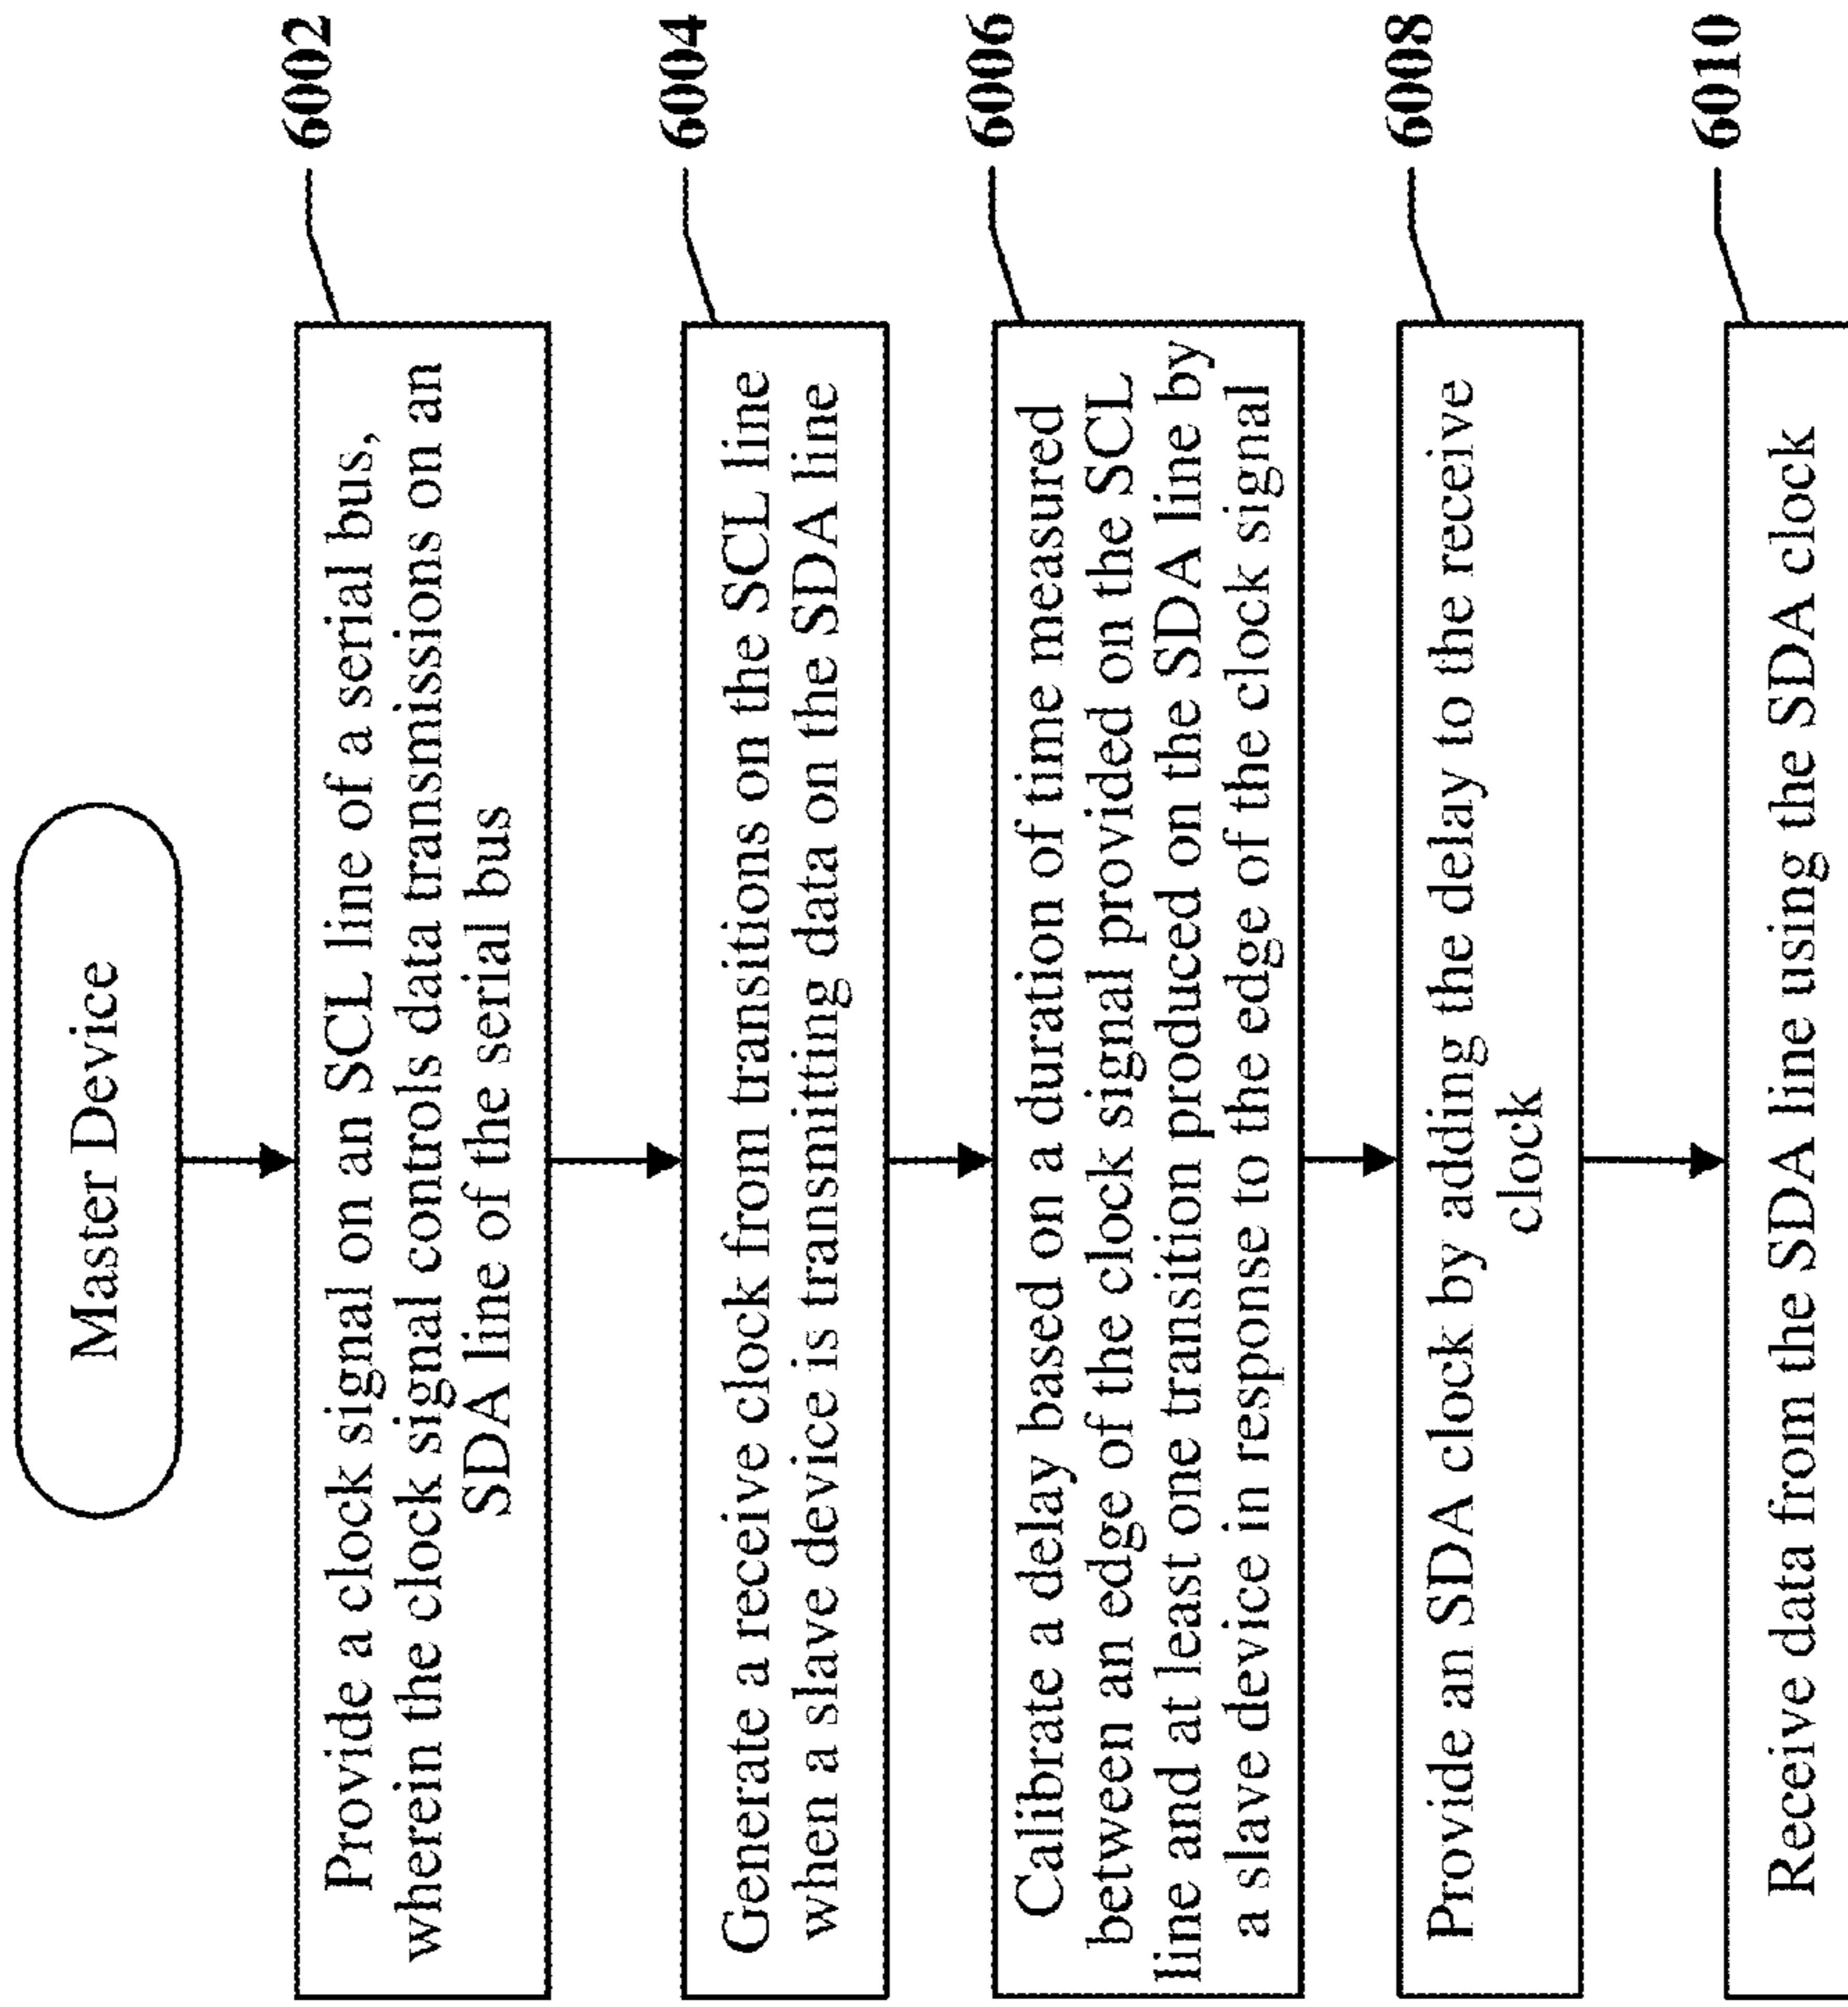 Master Device
6002
Provide a clock signal on an SCL line of a serial bus,
wherein the clock signal controls data transmissions on an
SDA line of the serial bus
6004
Generate a receive clock from transitions on the SCL line
when a slave device is transmitting data on the SDA line
6006
Calibrate a delay based on a duration of time measured
between an edge of the clock signal provided on the SCL
line and at least one transition produced on the SDA line by
a slave device in response to the edge of the clock signal
6008
Provide an SDA clock by adding the delay to the receive
clock
6010
Receive data from the SDA line using the SDA clock